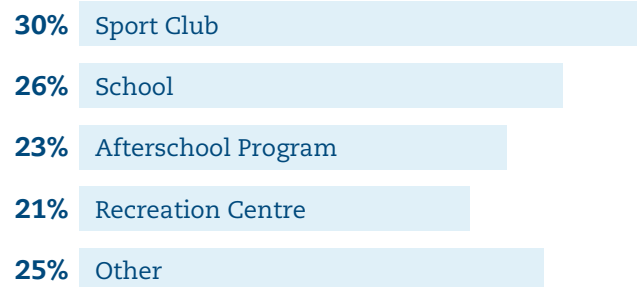 30% Sport Club
26% School
23% Afterschool Program
21% Recreation Centre
25% Other